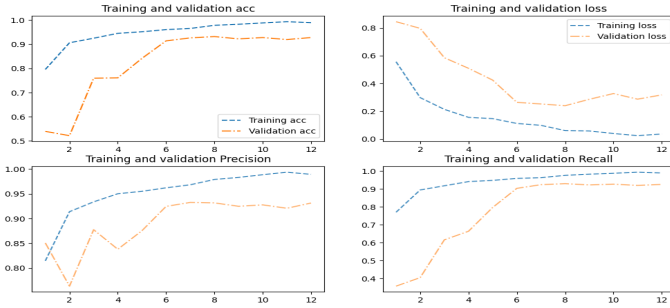 Training and validation acc
1.0
0.9
0.8
0.7
0.6
0.5
Training acc
Validation acc
2 4 6 8 10 12
Training and validation loss
0.8
0.6
0.4
0.2
0.0
Training loss
Validation loss
2 4 6 8 10 12
Training and validation Precision
1.00
0.95
0.90
0.85
0.80
2 4 6 8 10 12
Training and validation Recall
1.0
0.9
0.8
0.7
0.6
0.5
0.4
2 4 6 8 10 12